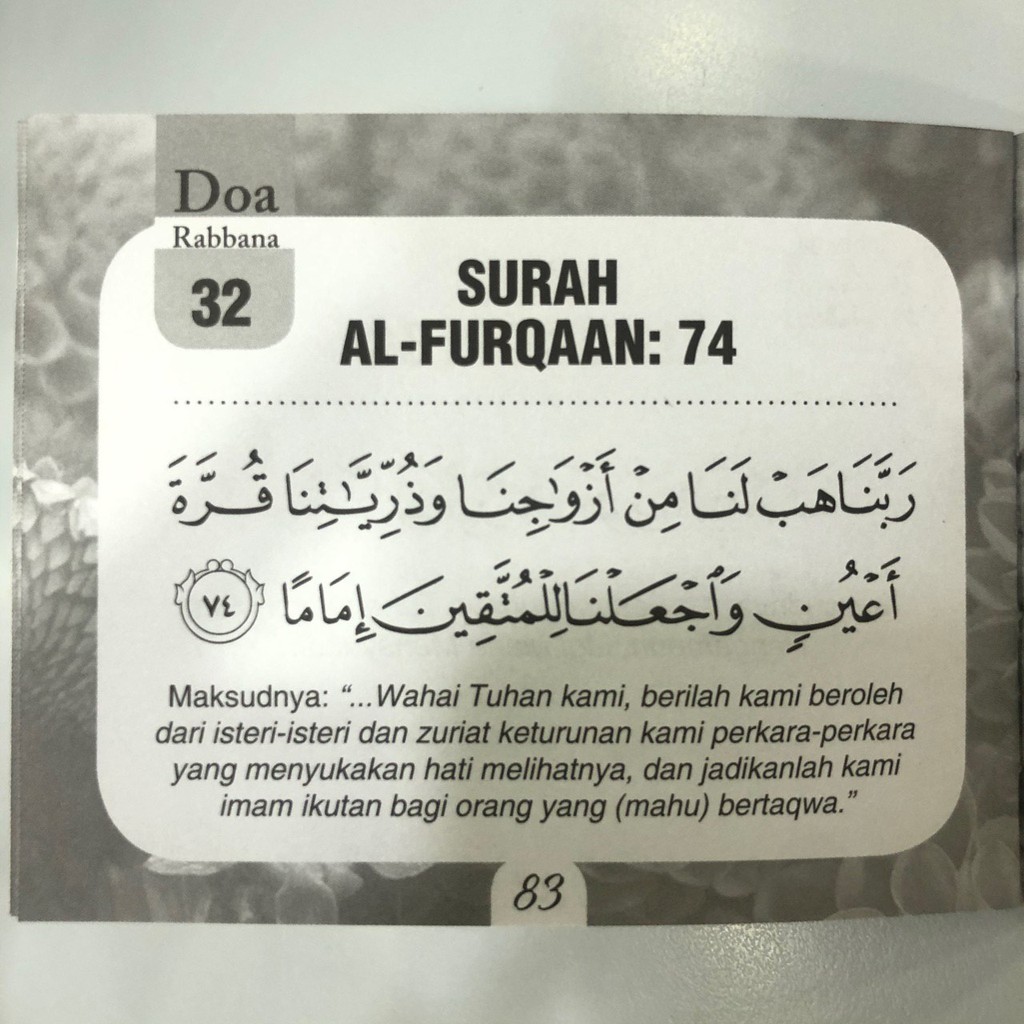 Doa
Rabbana
32
SURAH
AL-FURQAAN: 74
رَبَّنَا هَبْ لَنَا مِنْ أَزْوَٰجِنَا وَذُرِّيَّـٰتِنَا قُرَّةَ
أَعْيُنٍ وَٱجْعَلْنَا لِلْمُتَّقِينَ إِمَامًا ٧٤
Maksudnya: “...Wahai Tuhan kami, berilah kami beroleh
dari isteri-isteri dan zuriat keturunan kami perkara-perkara
yang menyukakan hati melihatnya, dan jadikanlah kami
imam ikutan bagi orang yang (mahu) bertaqwa.”
83